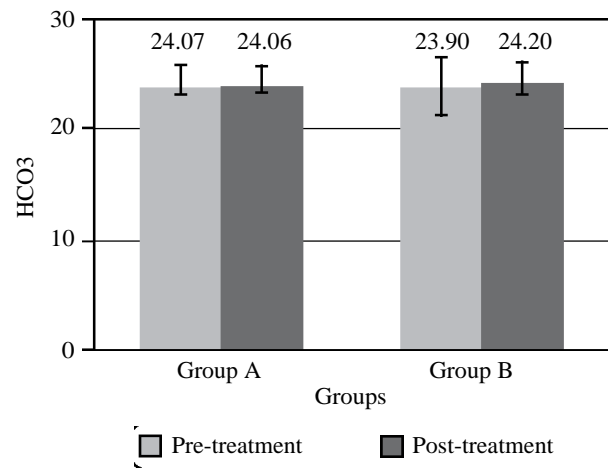 30
24.07 24.06 23.90 24.20
20
HCO3
10
0
Group A Group B
Groups
Pre-treatment Post-treatment